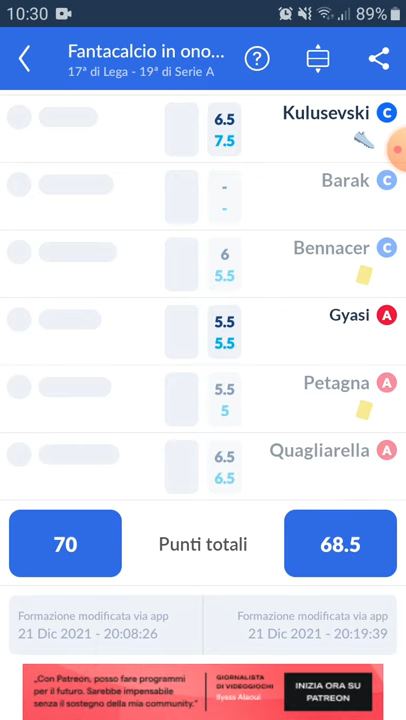 10:30 89%
Fantacalcio in ono...
17ª di Lega - 19ª di Serie A
6.5 Kulusevski C
7.5
- Barak C
-
6 Bennacer C
5.5
5.5 Gyasi A
5.5
5.5 Petagna A
5
6.5 Quagliarella A
6.5
70 Punti totali 68.5
Formazione modificata via app
21 Dic 2021 - 20:08:26
Formazione modificata via app
21 Dic 2021 - 20:19:39
„Con Patreon, posso fare programmi
per il futuro. Sarebbe impensabile
senza il sostegno della mia community.”
GIORNALISTA
DI VIDEOGIOCHI
Ilyass Alaoui
INIZIA ORA SU
PATREON